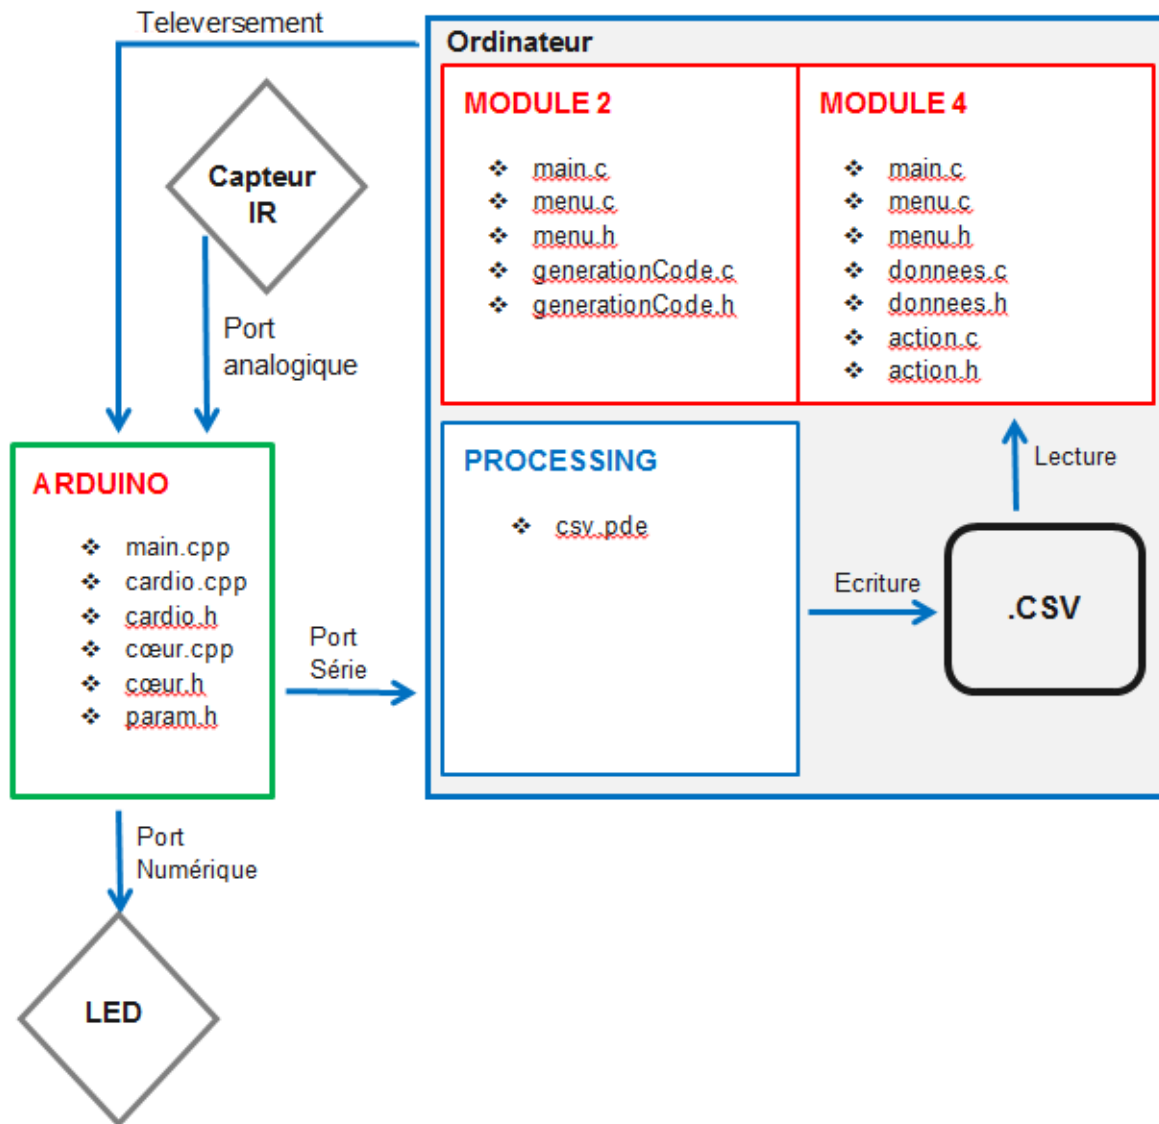 Televersement
Ordinateur
MODULE 2
❖ main.c
❖ menu.c
❖ menu.h
❖ generationCode.c
❖ generationCode.h
MODULE 4
❖ main.c
❖ menu.c
❖ menu.h
❖ donnees.c
❖ donnees.h
❖ action.c
❖ action.h
Capteur
IR
Port
analogique
ARDUINO
❖ main.cpp
❖ cardio.cpp
❖ cardio.h
❖ cœur.cpp
❖ cœur.h
❖ param.h
Port
Série
PROCESSING
❖ csv.pde
Ecriture
Lecture
.CSV
Port
Numérique
LED